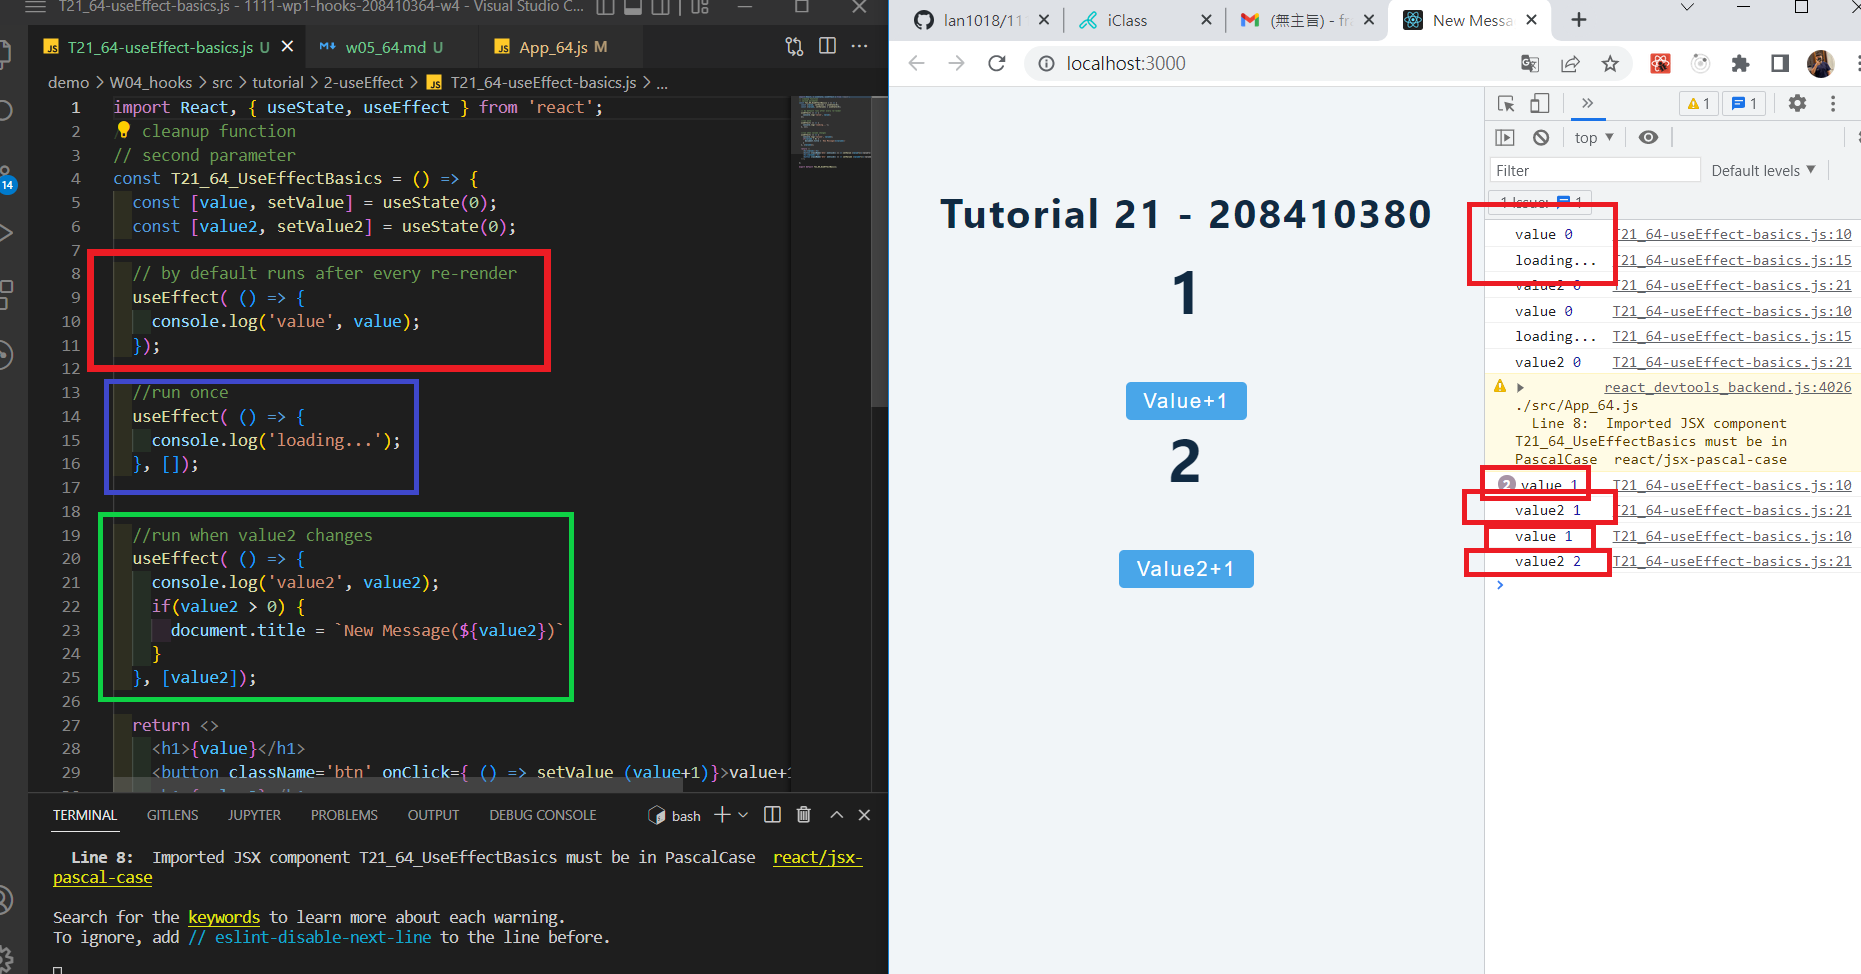 T21_64-useEffect-basics.js - 1111-wp1-hooks-208410364-w4 - Visual Studio C...
T21_64-useEffect-basics.js U
w05_64.md U
App_64.js M
demo > W04_hooks > src > tutorial > 2-useEffect > T21_64-useEffect-basics.js > ...
1 import React, { useState, useEffect } from 'react';
2 / cleanup function
3 // second parameter
4 const T21_64_UseEffectBasics = () => {
5 const [value, setValue] = useState(0);
6 const [value2, setValue2] = useState(0);
7
8 // by default runs after every re-render
9 useEffect( () => {
10 console.log('value', value);
11 });
12
13 //run once
14 useEffect( () => {
15 console.log('loading...');
16 }, []);
17
18
19 //run when value2 changes
20 useEffect( () => {
21 console.log('value2', value2);
22 if(value2 > 0) {
23 document.title = `New Message(${value2})`
24 }
25 }, [value2]);
26
27 return <>
28 <h1>{value}</h1>
29 <button className='btn' onClick={ () => setValue (value+1)}>value+1
14
TERMINAL GITLENS JUPYTER PROBLEMS OUTPUT DEBUG CONSOLE bash
Line 8: Imported JSX component T21_64_UseEffectBasics must be in PascalCase react/jsx-
pascal-case
Search for the keywords to learn more about each warning.
To ignore, add // eslint-disable-next-line to the line before.
lan1018/11
iClass
M (無主旨) - fra
New Messa
localhost:3000
Tutorial 21 - 208410380
1
Value+1
2
Value2+1
1 1
top
Filter
Default levels
1 Issue: 1
value 0 T21_64-useEffect-basics.js:10
loading... T21_64-useEffect-basics.js:15
value2 0 T21_64-useEffect-basics.js:21
value 0 T21_64-useEffect-basics.js:10
loading... T21_64-useEffect-basics.js:15
value2 0 T21_64-useEffect-basics.js:21
react_devtools_backend.js:4026
./src/App_64.js
Line 8: Imported JSX component
T21_64_UseEffectBasics must be in
PascalCase react/jsx-pascal-case
2 value 1 T21_64-useEffect-basics.js:10
value2 1 T21_64-useEffect-basics.js:21
value 1 T21_64-useEffect-basics.js:10
value2 2 T21_64-useEffect-basics.js:21